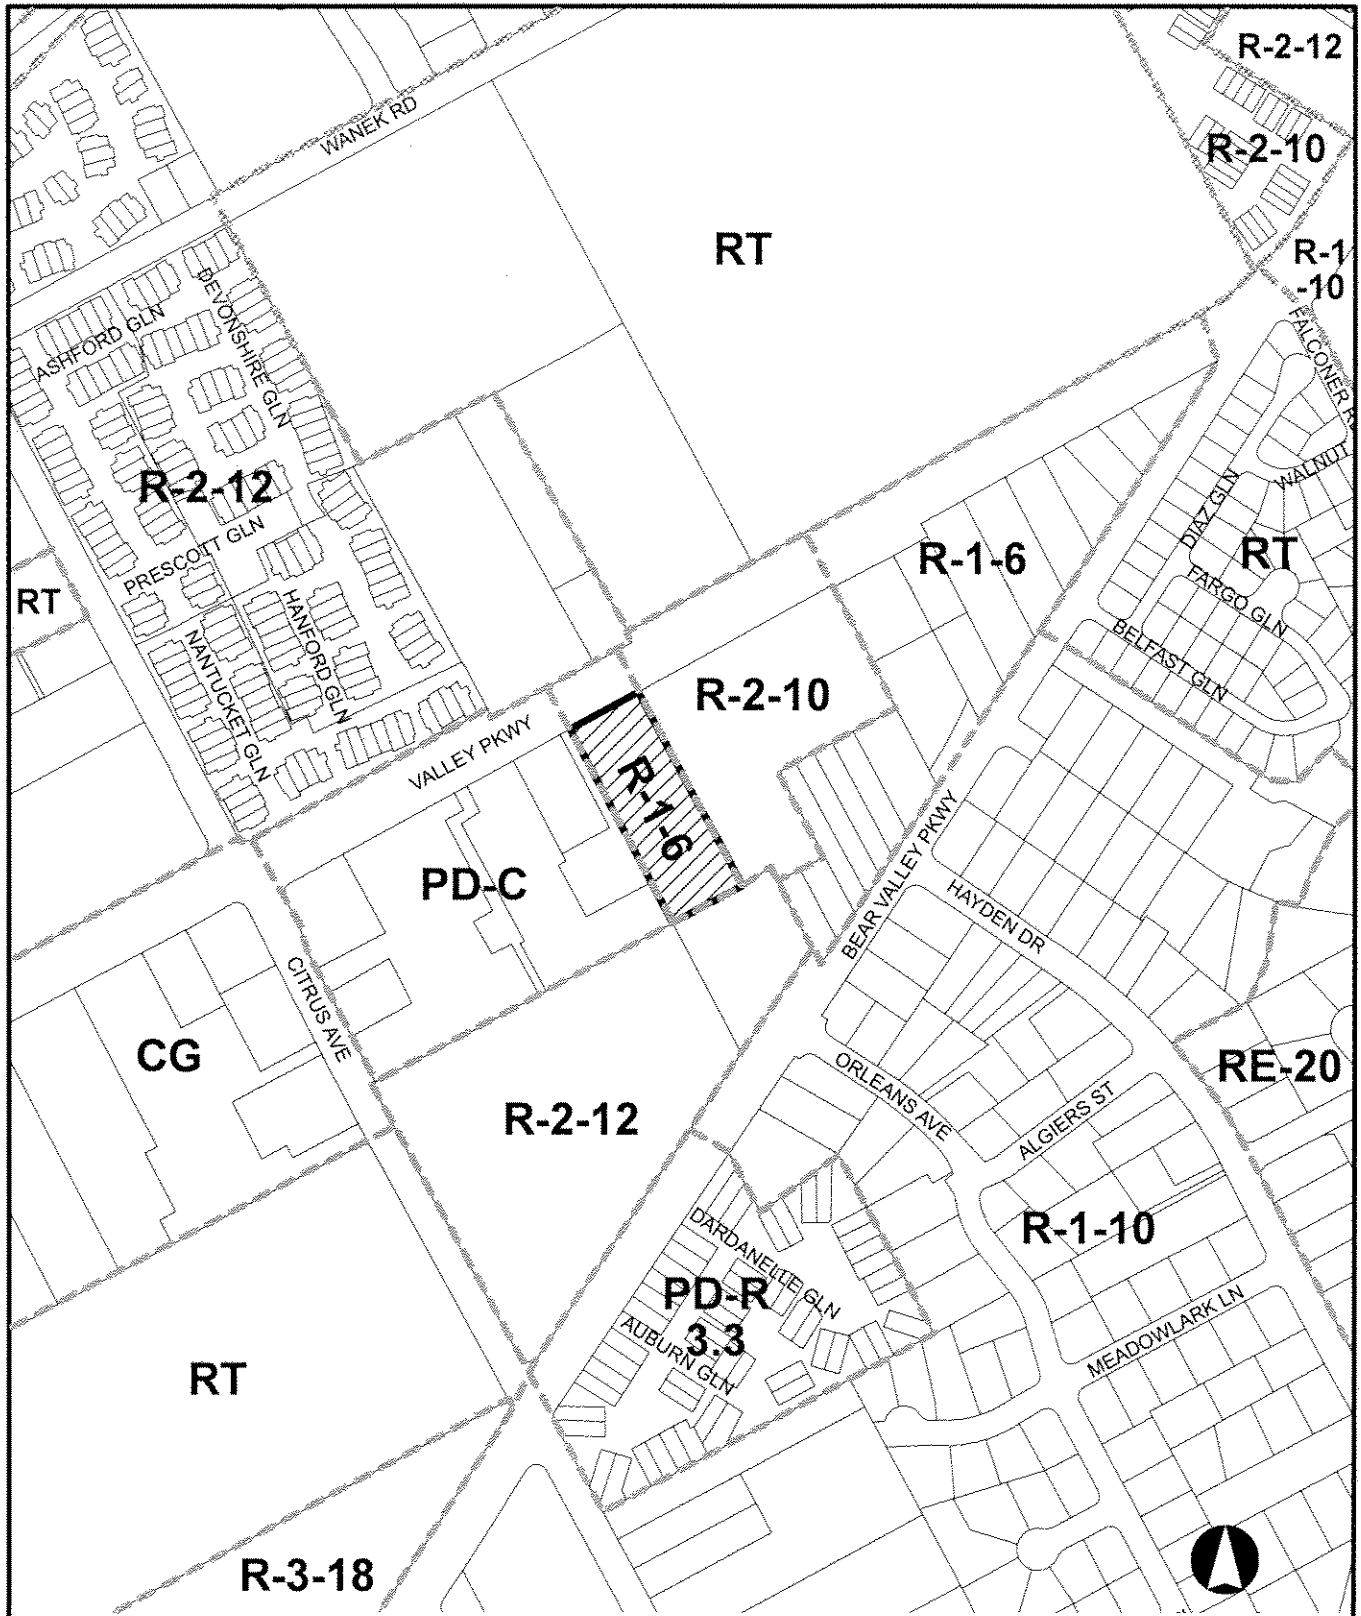 R-2-12
WANEK RD
R-2-10
RT
R-1
-10
DEVONSHIRE GLN
ASHFORD GLN
FALCONER
WALNUT
R-2-12
DIAZ GLN
PRESCOTT GLN
R-1-6
RT
RT
FARGO GLN
HANFORD GLN
BELFAST GLN
NANTUCKET GLN
R-2-10
VALLEY PKWY
R-1-6
BEAR VALLEY PKWY
PD-C
HAYDEN DR
CITRUS AVE
CG
RE-20
ORLEANS AVE
R-2-12
ALGIERS ST
R-1-10
DARDANELLE GLN
PD-R
3.3
AUBURN GLN
MEADOWLARK LN
RT
R-3-18